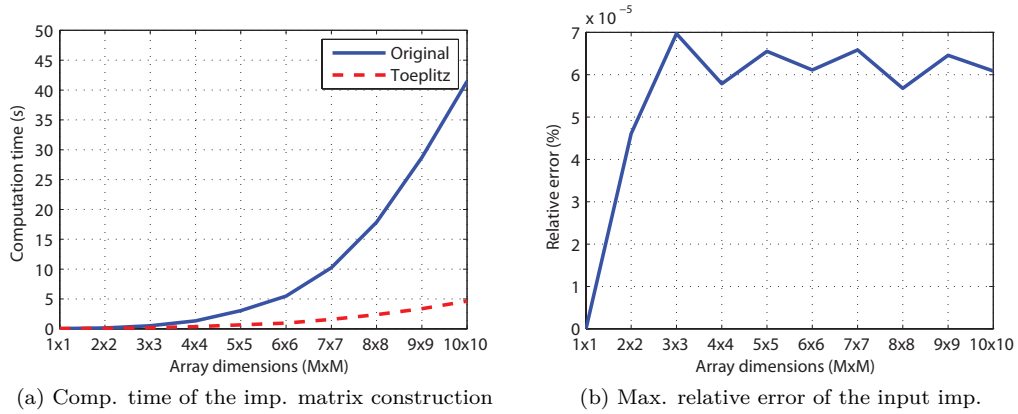 50
45
40
35
30
25
20
15
10
5
0
Computation time (s)
Original
Toeplitz
1x1 2x2 3x3 4x4 5x5 6x6 7x7 8x8 9x9 10x10
Array dimensions (MxM)
(a) Comp. time of the imp. matrix construction
7 x 10⁻⁵
6
5
4
3
2
1
0
Relative error (%)
1x1 2x2 3x3 4x4 5x5 6x6 7x7 8x8 9x9 10x10
Array dimensions (MxM)
(b) Max. relative error of the input imp.